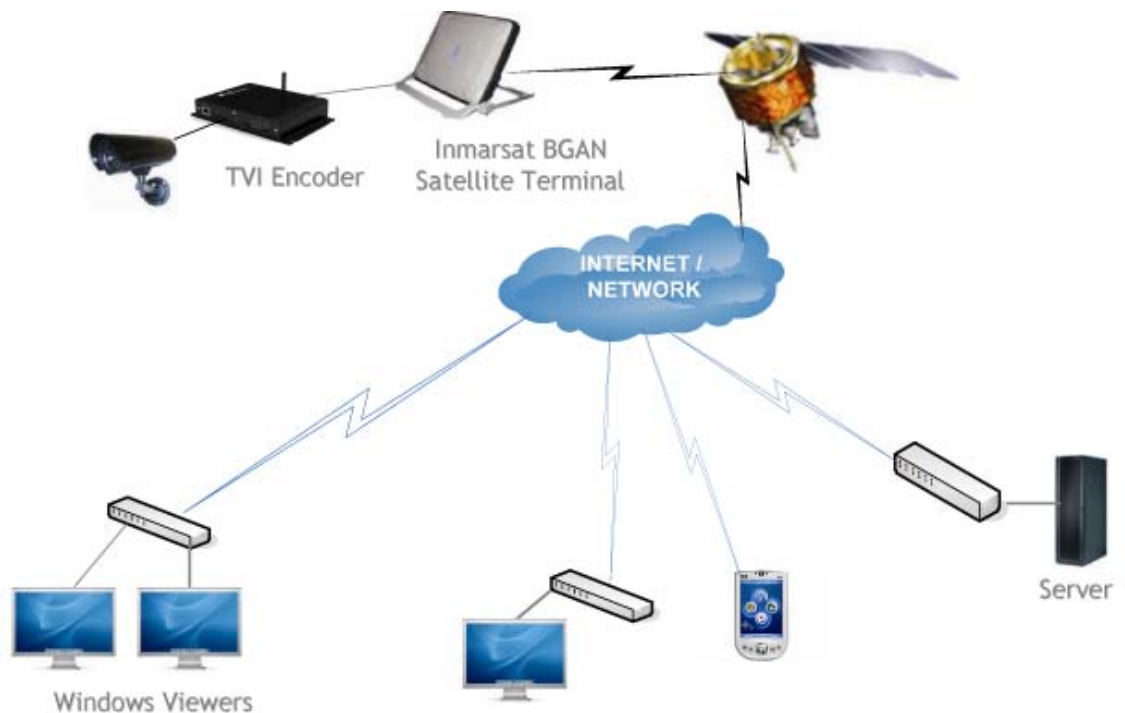 TVI Encoder
Inmarsat BGAN
Satellite Terminal
INTERNET /
NETWORK
Server
Windows Viewers